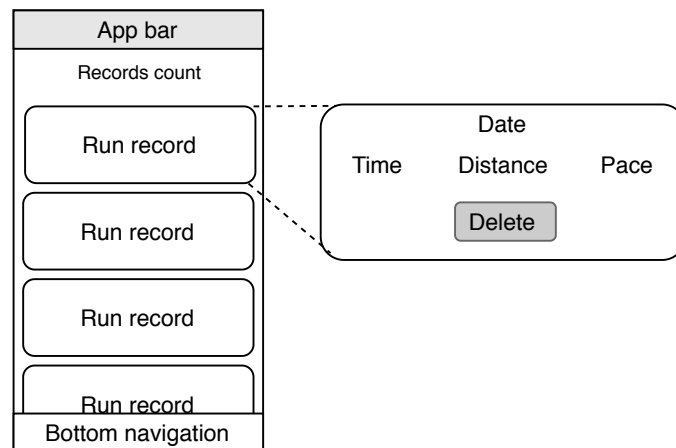 App bar
Records count
Run record
Run record
Run record
Run record
Bottom navigation
Date
Time Distance Pace
Delete